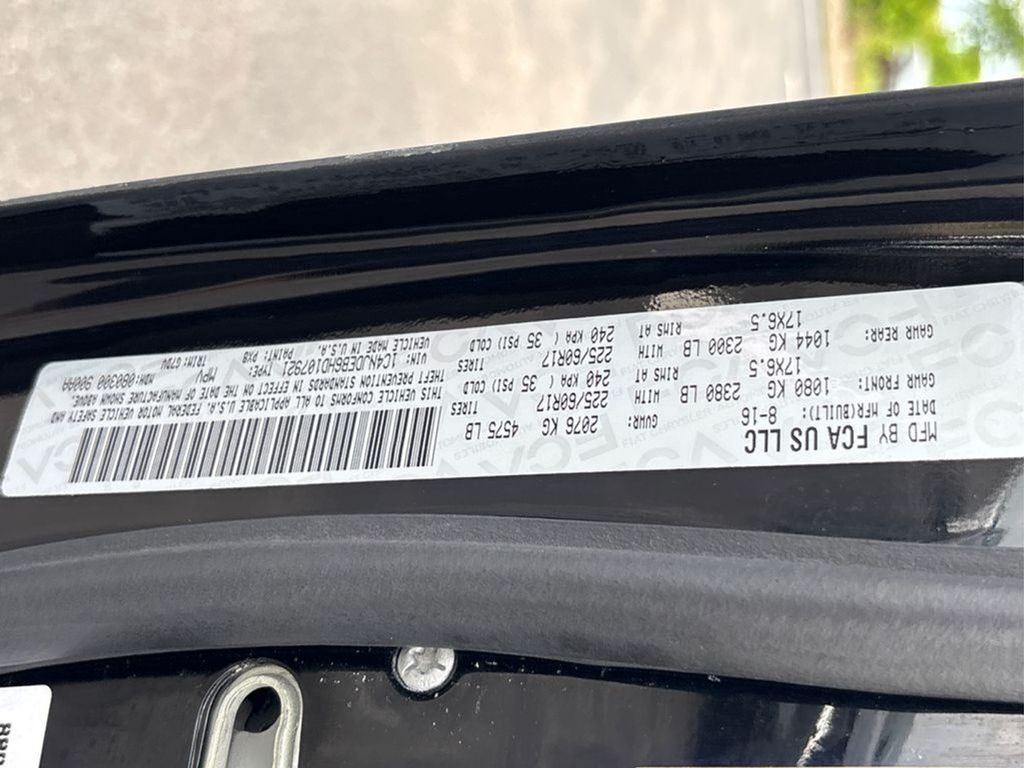 MFD BY FCA US LLC
DATE OF MFR(BUILT): 8-16 GVWR: 2076 KG 4575 LB
GAWR FRONT: 1080 KG 2380 LB WITH TIRES 225/60R17
17X6.5 RIMS AT 240 KPA ( 35 PSI) COLD
GAWR REAR: 1044 KG 2300 LB WITH TIRES 225/60R17
17X6.5 RIMS AT 240 KPA ( 35 PSI) COLD
THIS VEHICLE CONFORMS TO ALL APPLICABLE U.S.A. FEDERAL MOTOR VEHICLE SAFETY AND
THEFT PREVENTION STANDARDS IN EFFECT ON THE DATE OF MANUFACTURE SHOWN ABOVE.
VIN: 1C4NJDEB8HD107921 TYPE: MPV MDH:080300 900AA
VEHICLE MADE IN U.S.A. PAINT: PX8 TRIM:G7DV